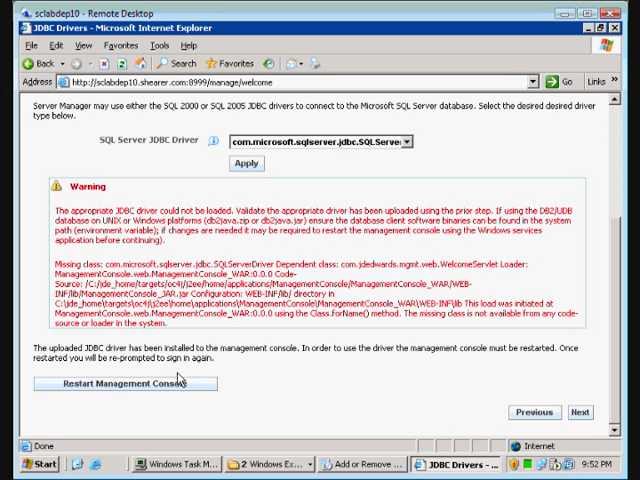 sclabdep10 - Remote Desktop
JDBC Drivers - Microsoft Internet Explorer
File Edit View Favorites Tools Help
Back Search Favorites
Address http://sclabdep10.shearer.com:8999/manage/welcome Go Links »
Server Manager may use either the SQL 2000 or SQL 2005 JDBC drivers to connect to the Microsoft SQL Server database. Select the desired desired driver
type below.
SQL Server JDBC Driver com.microsoft.sqlserver.jdbc.SQLServer
Apply
Warning
The appropriate JDBC driver could not be loaded. Validate the appropriate driver has been uploaded using the prior step. If using the DB2/UDB
database on UNIX or Windows platforms (db2java.zip or db2java.jar) ensure the database client software binaries can be found in the system
path (environment variable); if changes are needed it may be required to restart the management console using the Windows services
application before continuing).
Missing class: com.microsoft.sqlserver.jdbc.SQLServerDriver Dependent class: com.jdedwards.mgmt.web.WelcomeServlet Loader:
ManagementConsole.web.ManagementConsole_WAR:0.0.0 Code-
Source: /C:/jde_home/targets/oc4j/j2ee/home/applications/ManagementConsole/ManagementConsole_WAR/WEB-
INF/lib/ManagementConsole_JAR.jar Configuration: WEB-INF/lib/ directory in
C:\jde_home\targets\oc4j\j2ee\home\applications\ManagementConsole\ManagementConsole_WAR\WEB-INF\lib This load was initiated at
ManagementConsole.web.ManagementConsole_WAR:0.0.0 using the Class.forName() method. The missing class is not available from any code-
source or loader in the system.
The uploaded JDBC driver has been installed to the management console. In order to use the driver the management console must be restarted. Once
restarted you will be re-prompted to sign in again.
Restart Management Console
Previous Next
Done Internet
Start Windows Task M... 2 Windows Ex... Add or Remove ... JDBC Drivers - ... 9:52 PM